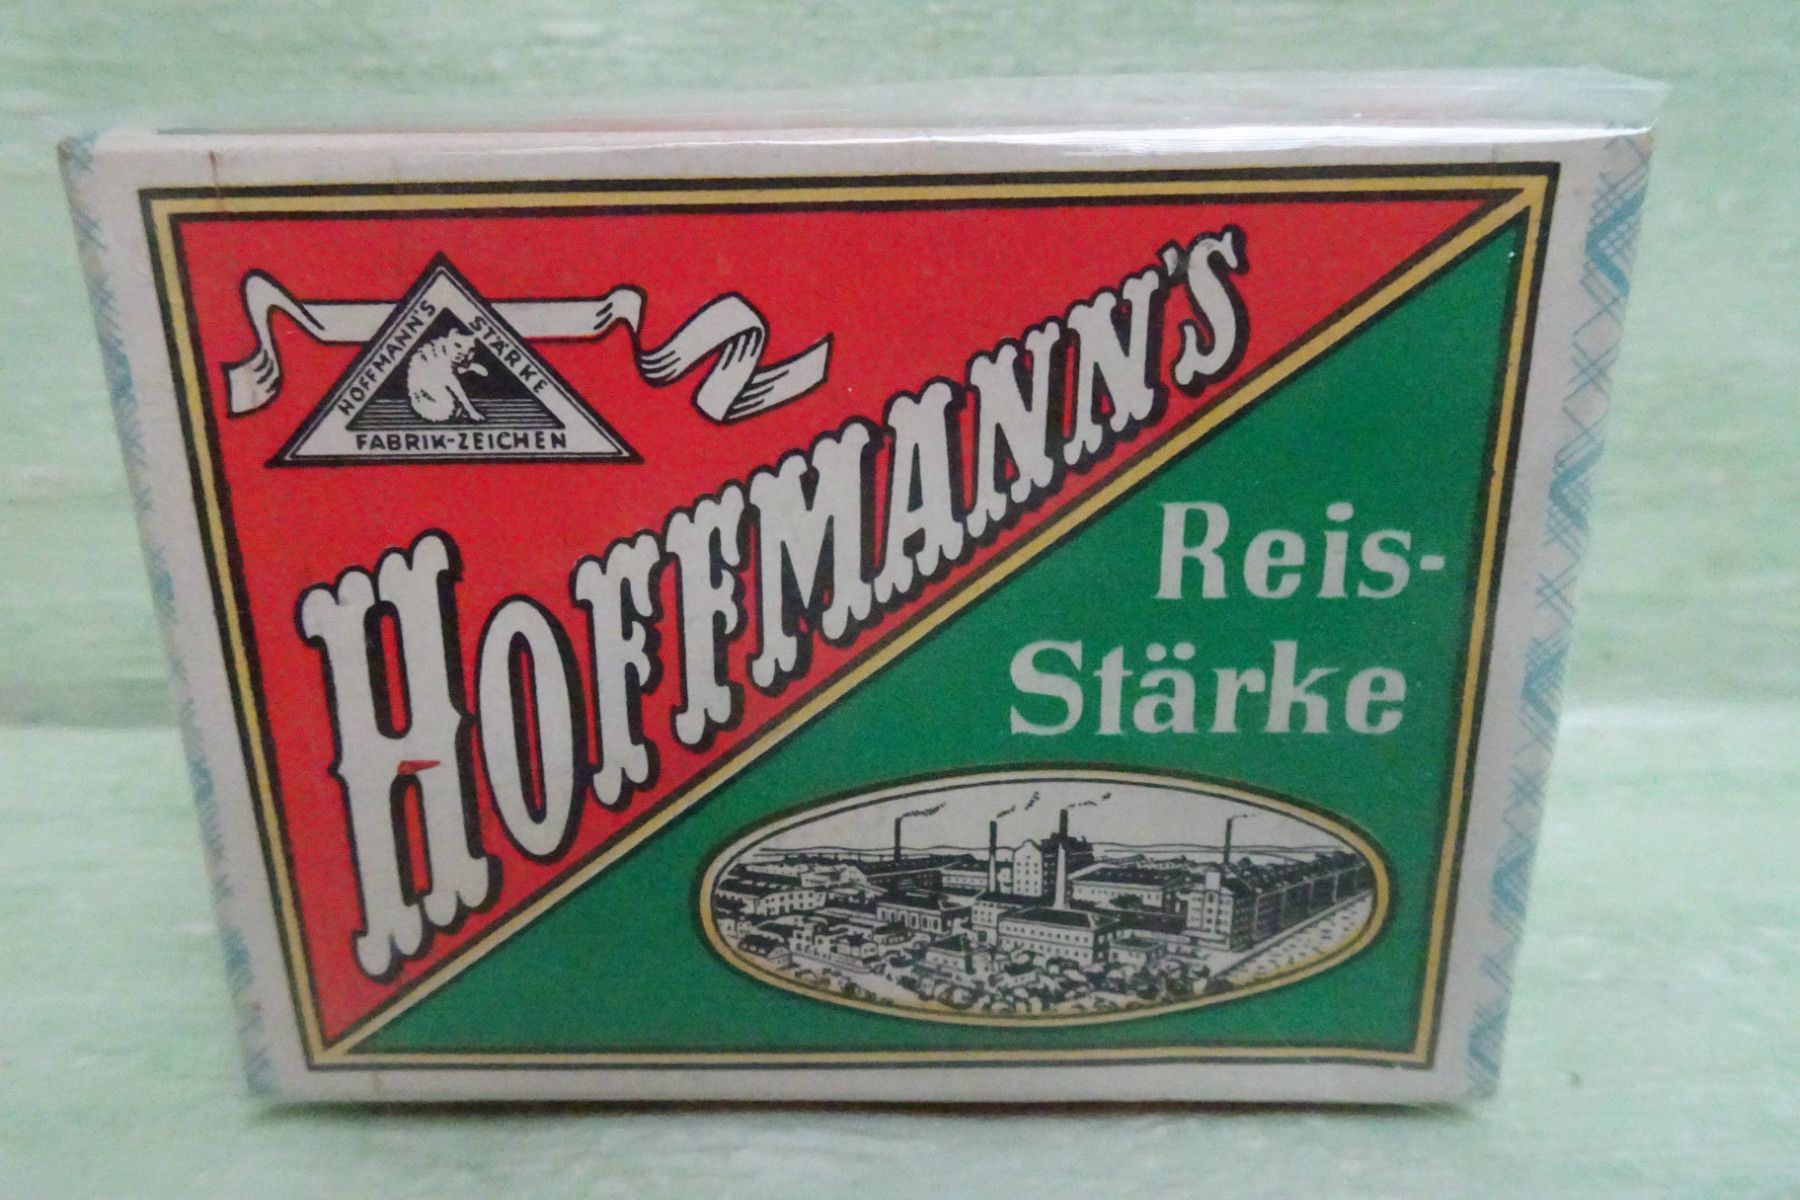 HOFFMANN'S STÄRKE
FABRIK-ZEICHEN
HOFFMANN'S
Reis-
Stärke